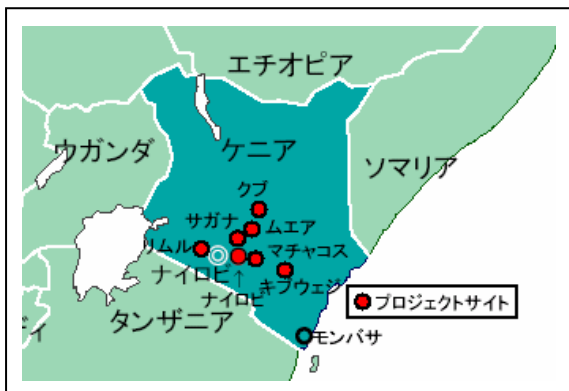 エチオピア
ウガンダ
ケニア
ソマリア
クブ
サガナ
ムエア
リムル
マチャコス
ナイロビ↑
キブウェジ
ナイロビ
プロジェクトサイト
タンザニア
ディ
モンバサ